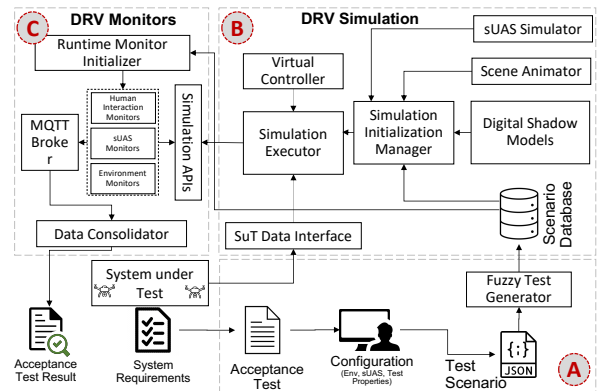 C
DRV Monitors
Runtime Monitor
Initializer
Human
Interaction
Monitors
sUAS
Monitors
Environment
Monitors
MQTT
Broke
r
Simulation APIs
Data Consolidator
B
DRV Simulation
Virtual
Controller
sUAS Simulator
Scene Animator
Simulation
Executor
Simulation
Initialization
Manager
Digital Shadow
Models
SuT Data Interface
Scenario
Database
System under
Test
Fuzzy Test
Generator
Acceptance
Test Result
System
Requirements
Acceptance
Test
Configuration
(Env, sUAS, Test
Properties)
Test
Scenario
{;}
JSON
A